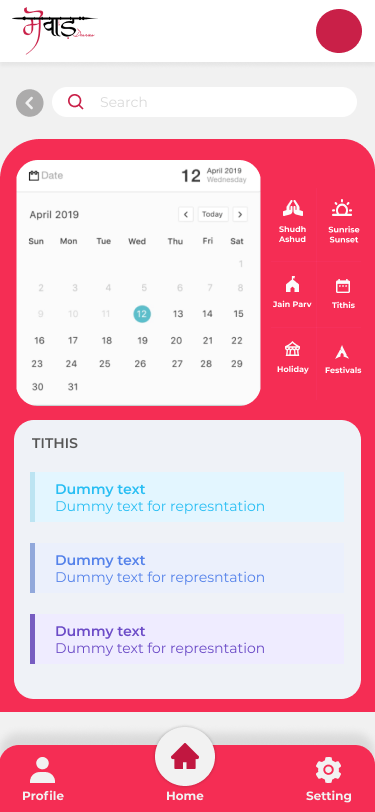 मेवाड़
Darshan
Search
Date
12
April 2019
Wednesday
April 2019
Today
Sun Mon Tue Wed Thu Fri Sat
1
2 3 4 5 6 7 8
9 10 11 12 13 14 15
16 17 18 19 20 21 22
23 24 25 26 27 28 29
30 31
Shudh
Ashud
Sunrise
Sunset
Jain Parv
Tithis
Holiday
Festivals
TITHIS
Dummy text
Dummy text for represntation
Dummy text
Dummy text for represntation
Dummy text
Dummy text for represntation
Profile
Home
Setting